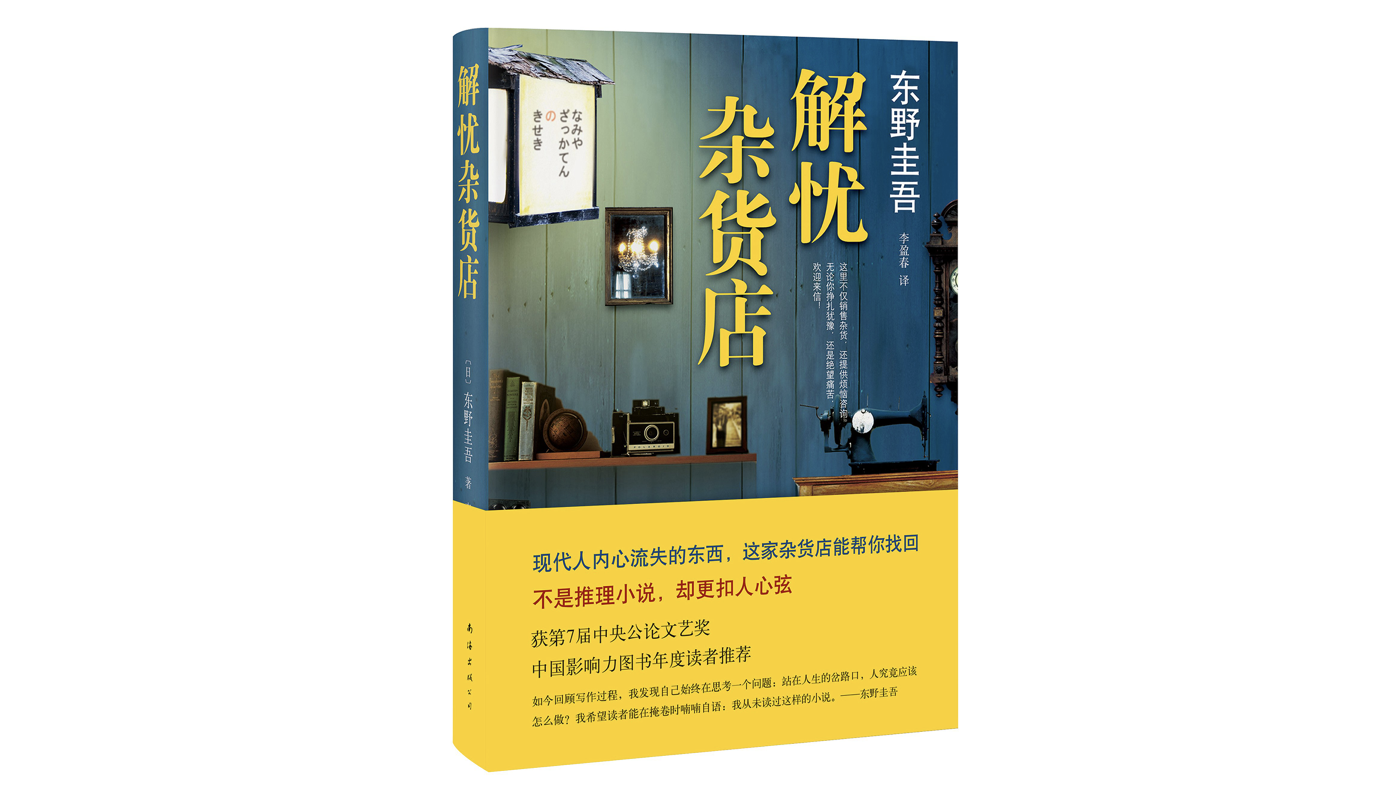 解忧杂货店
〔日〕东野圭吾 著
南海出版公司
なみや
ざっかてん
の
きせき
东野圭吾
李盈春 译
解忧
杂货店
这里不仅销售杂货，还提供烦恼咨询。
无论你挣扎犹豫，还是绝望痛苦，
欢迎来信！
现代人内心流失的东西，这家杂货店能帮你找回
不是推理小说，却更扣人心弦
获第7届中央公论文艺奖
中国影响力图书年度读者推荐
如今回顾写作过程，我发现自己始终在思考一个问题：站在人生的岔路口，人究竟应该
怎么做？我希望读者能在掩卷时喃喃自语：我从未读过这样的小说。——东野圭吾